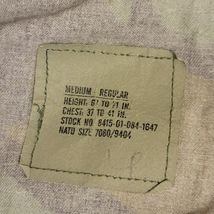 MEDIUM - REGULAR
HEIGHT: 67 TO 71 IN.
CHEST: 37 TO 41 IN.
STOCK NO. 8415-01-084-1647
NATO SIZE 7080/9404